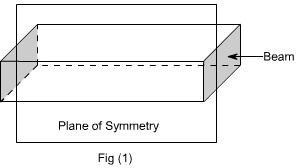 Beam
Plane of Symmetry
Fig (1)